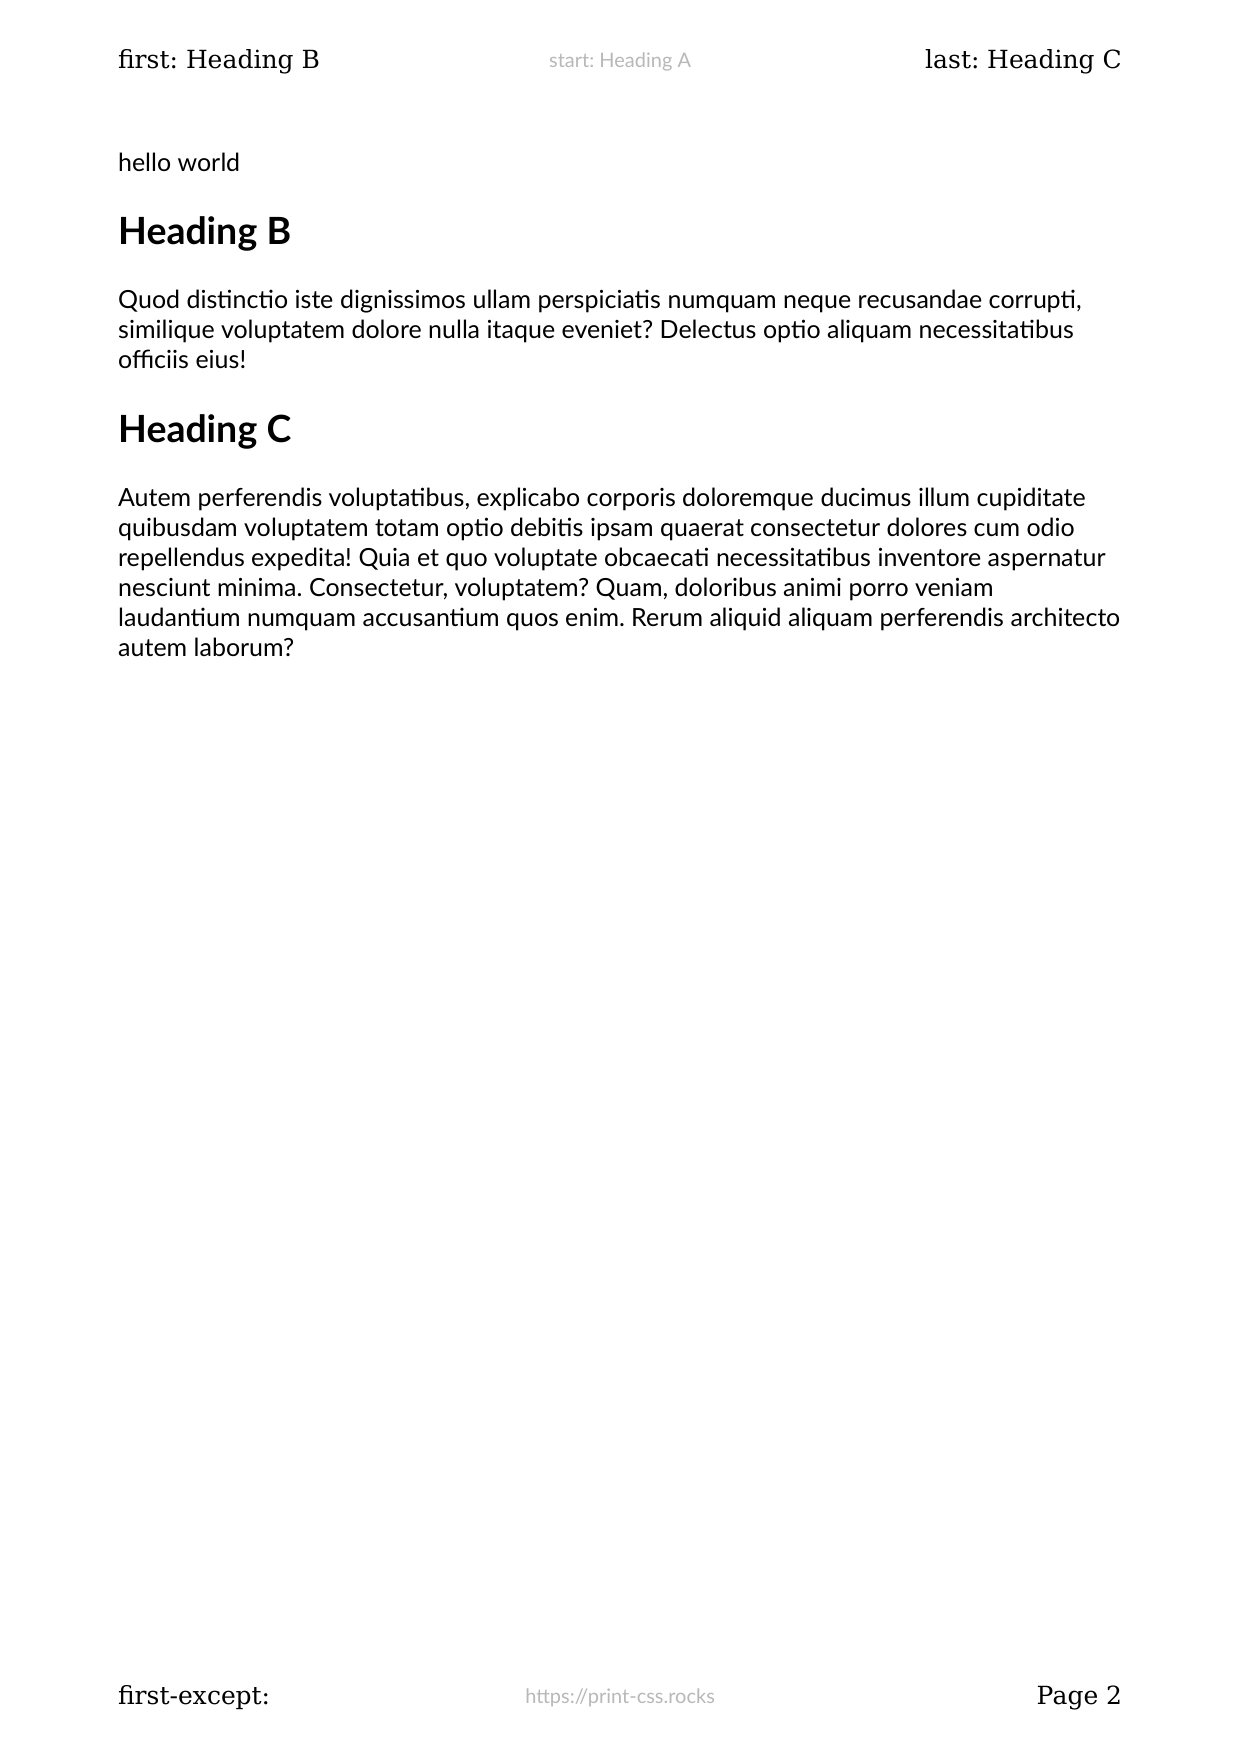 first: Heading B
start: Heading A
last: Heading C
hello world
Heading B
Quod distinctio iste dignissimos ullam perspiciatis numquam neque recusandae corrupti,
similique voluptatem dolore nulla itaque eveniet? Delectus optio aliquam necessitatibus
officiis eius!
Heading C
Autem perferendis voluptatibus, explicabo corporis doloremque ducimus illum cupiditate
quibusdam voluptatem totam optio debitis ipsam quaerat consectetur dolores cum odio
repellendus expedita! Quia et quo voluptate obcaecati necessitatibus inventore aspernatur
nesciunt minima. Consectetur, voluptatem? Quam, doloribus animi porro veniam
laudantium numquam accusantium quos enim. Rerum aliquid aliquam perferendis architecto
autem laborum?
first-except:
https://print-css.rocks
Page 2